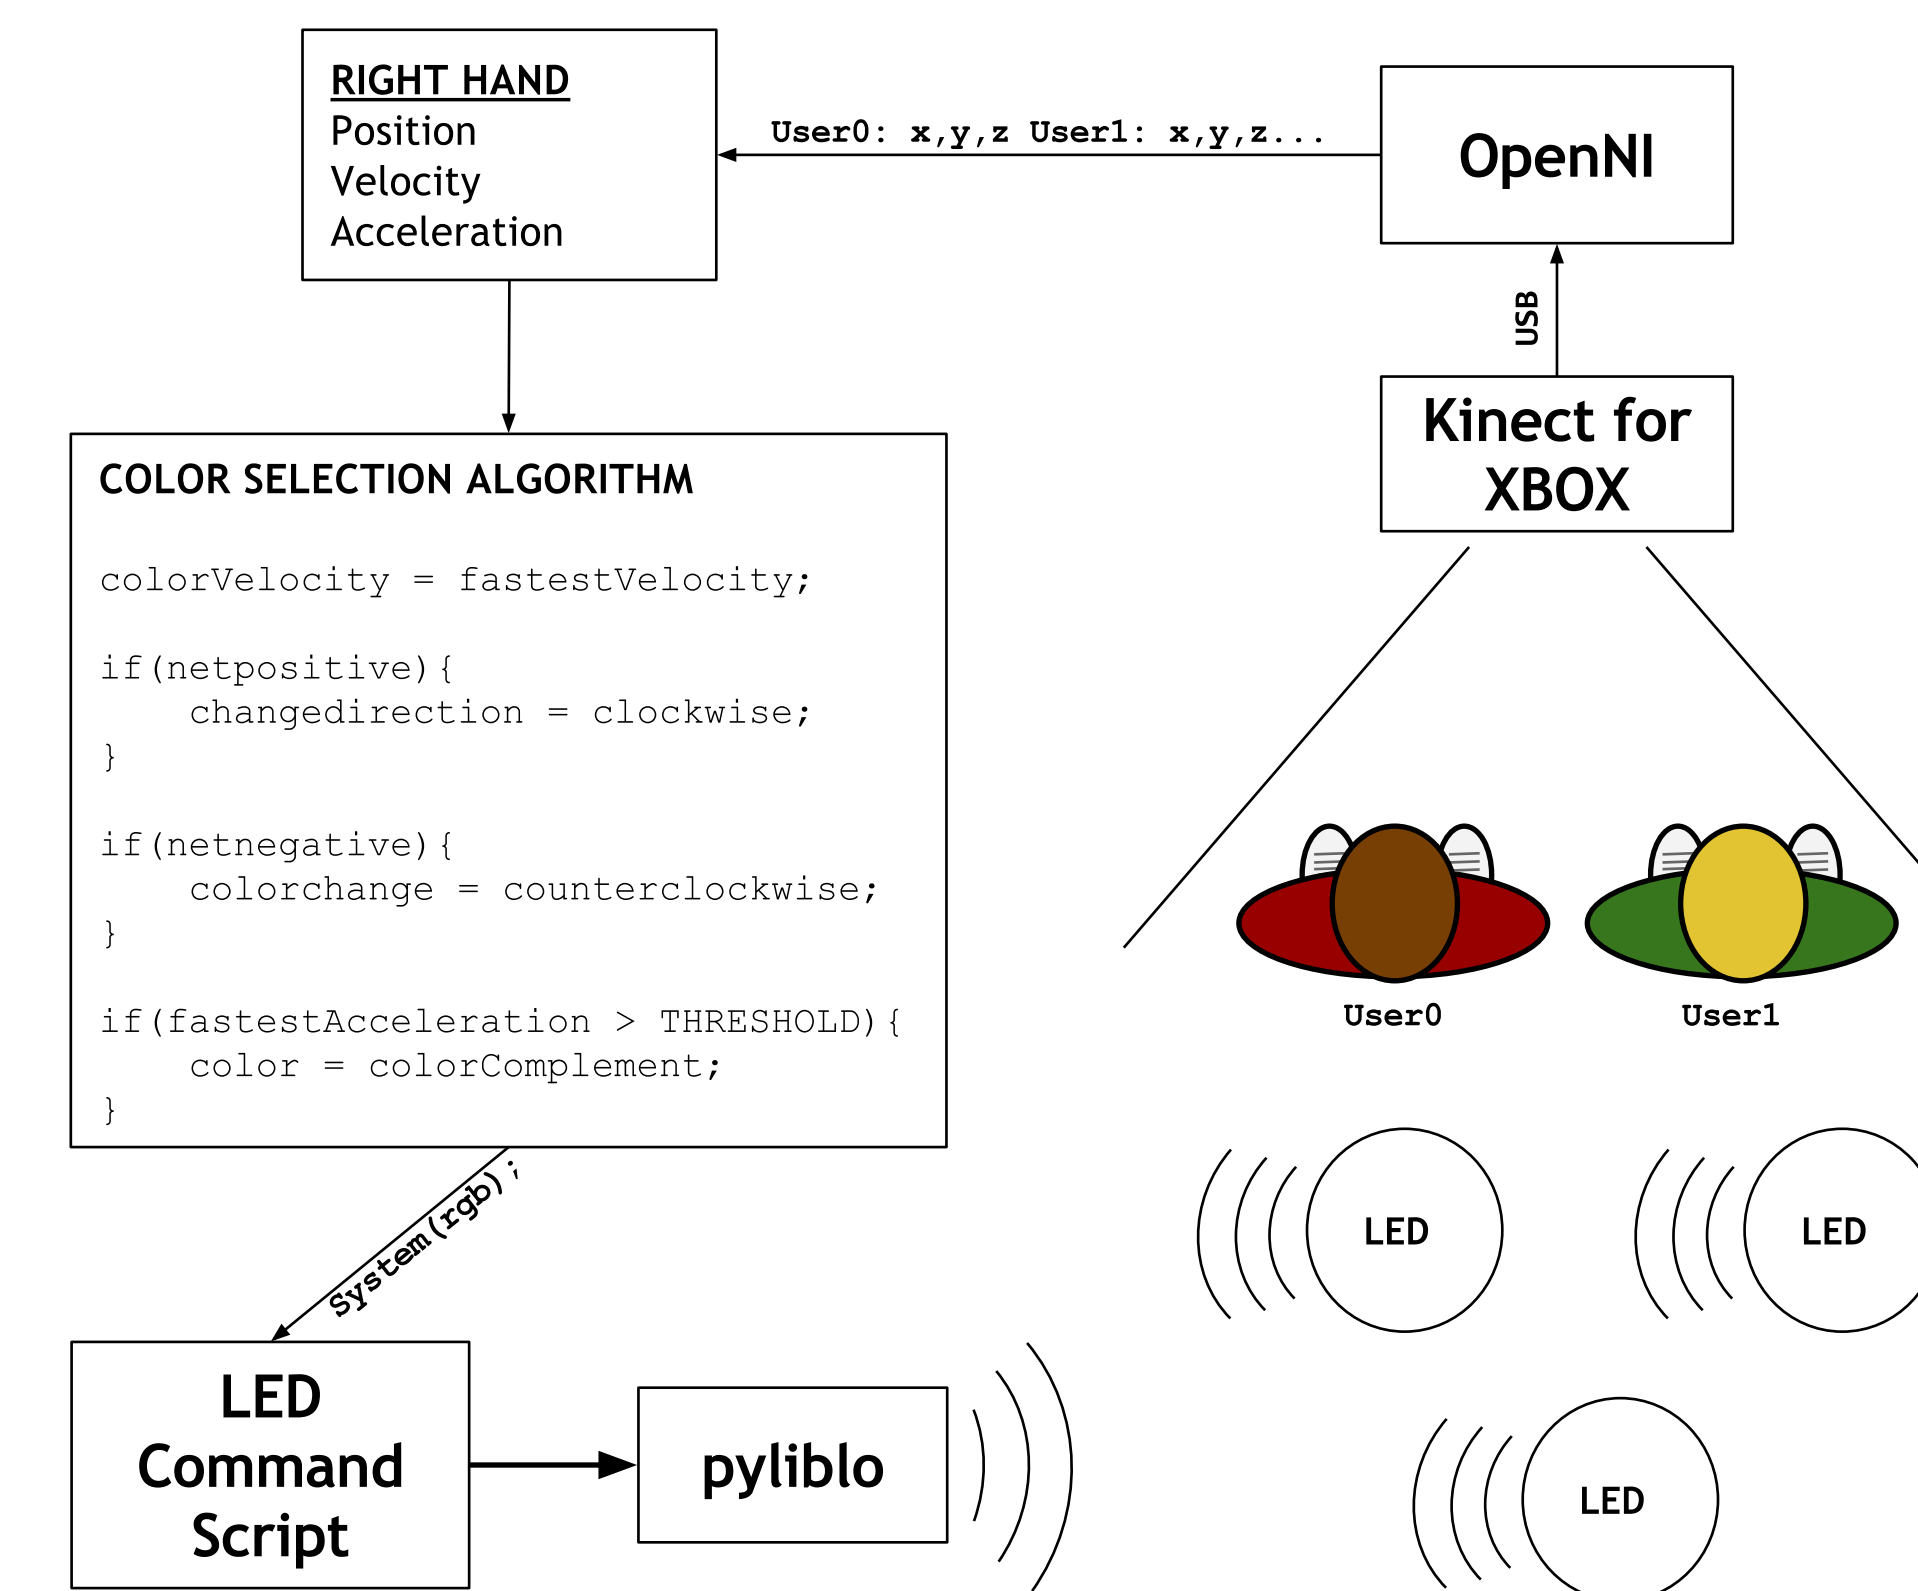 RIGHT HAND
Position
Velocity
Acceleration
User0: x,y,z User1: x,y,z...
OpenNI
USB
Kinect for
XBOX
COLOR SELECTION ALGORITHM
colorVelocity = fastestVelocity;
if(netpositive){
changedirection = clockwise;
}
if(netnegative){
colorchange = counterclockwise;
}
if(fastestAcceleration > THRESHOLD){
color = colorComplement;
}
User0
User1
System(rgb);
LED
LED
LED
Command
Script
pyliblo
LED